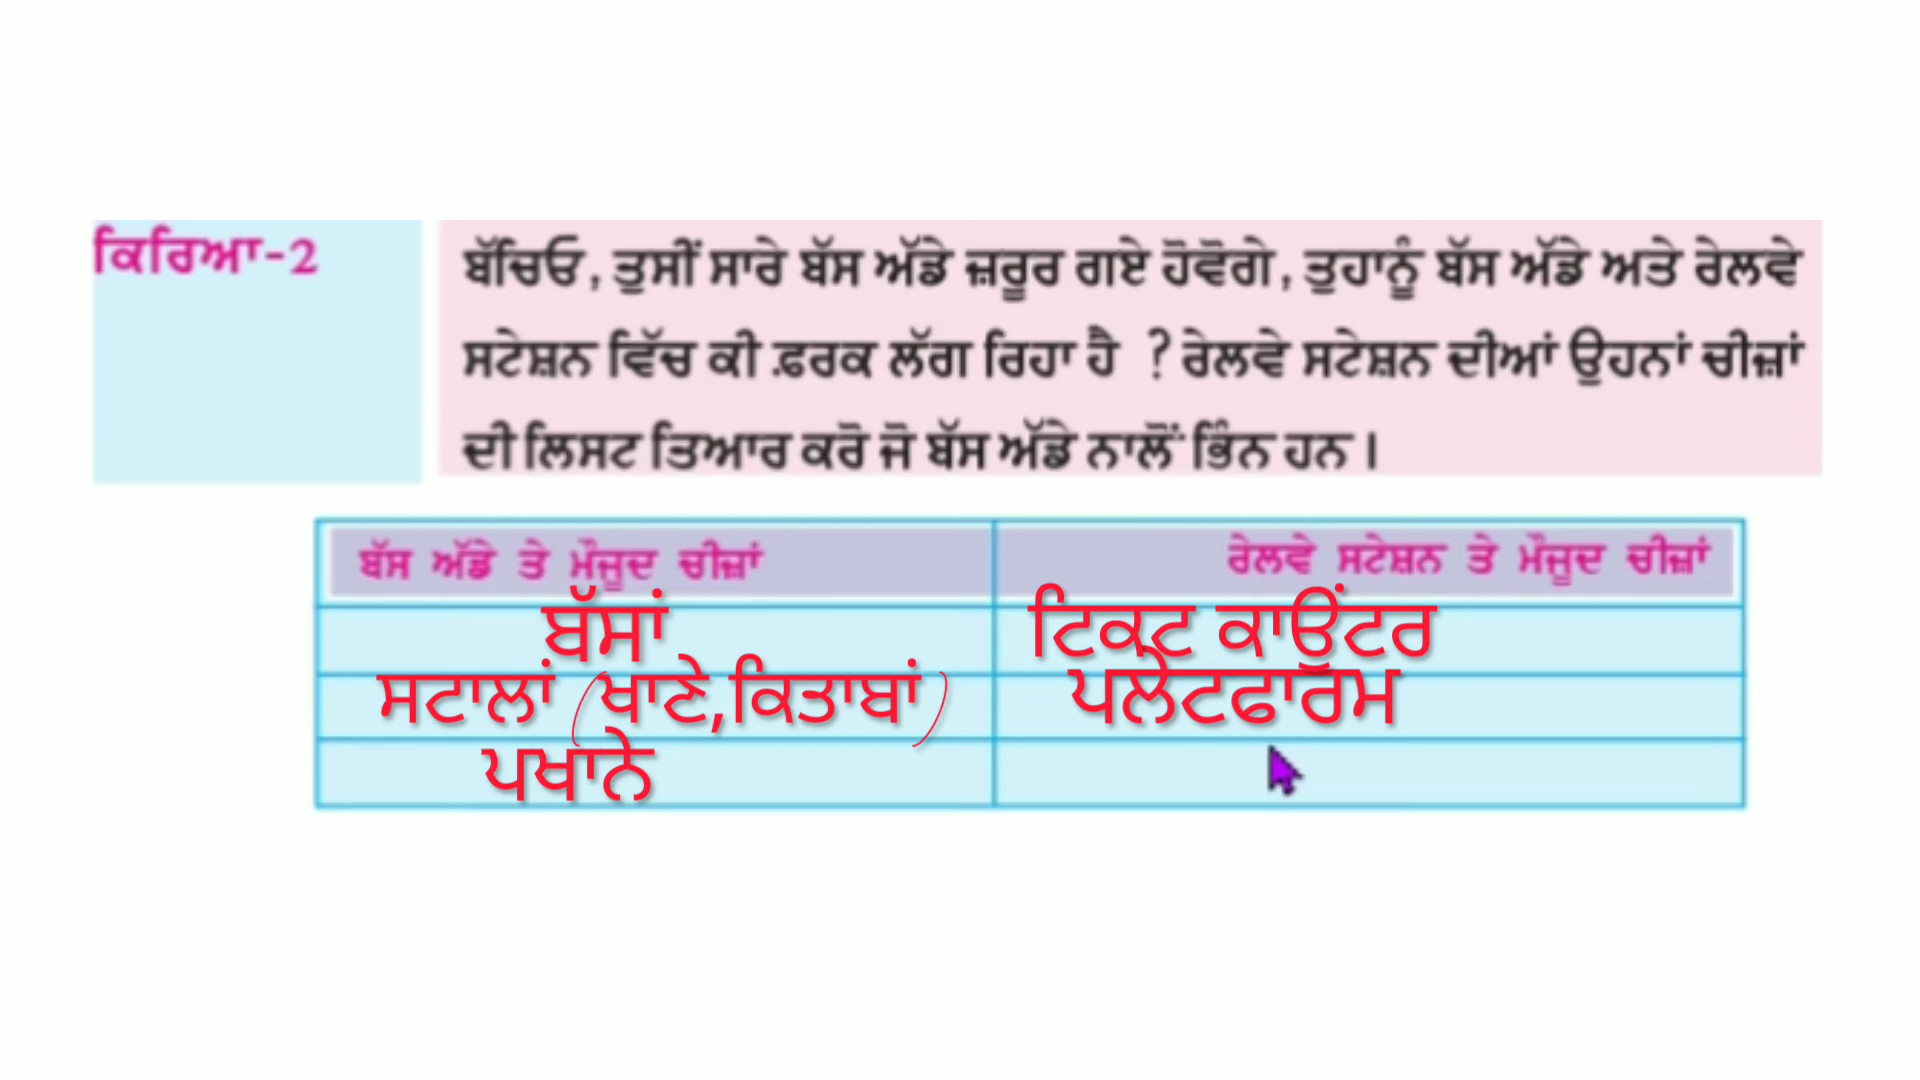 ਕਿਰਿਆ-2
ਬੱਚਿਓ, ਤੁਸੀਂ ਸਾਰੇ ਬੱਸ ਅੱਡੇ ਜ਼ਰੂਰ ਗਏ ਹੋਵੋਗੇ, ਤੁਹਾਨੂੰ ਬੱਸ ਅੱਡੇ ਅਤੇ ਰੇਲਵੇ
ਸਟੇਸ਼ਨ ਵਿੱਚ ਕੀ ਫ਼ਰਕ ਲੱਗ ਰਿਹਾ ਹੈ ? ਰੇਲਵੇ ਸਟੇਸ਼ਨ ਦੀਆਂ ਉਹਨਾਂ ਚੀਜ਼ਾਂ
ਦੀ ਲਿਸਟ ਤਿਆਰ ਕਰੋ ਜੋ ਬੱਸ ਅੱਡੇ ਨਾਲੋਂ ਭਿੰਨ ਹਨ।
ਬੱਸ ਅੱਡੇ ਤੇ ਮੌਜੂਦ ਚੀਜ਼ਾਂ ਰੇਲਵੇ ਸਟੇਸ਼ਨ ਤੇ ਮੌਜੂਦ ਚੀਜ਼ਾਂ
ਬੱਸਾਂ ਟਿਕਟ ਕਾਊਂਟਰ
ਸਟਾਲਾਂ (ਖਾਣੇ,ਕਿਤਾਬਾਂ) ਪਲੇਟਫਾਰਮ
ਪਖਾਨੇ